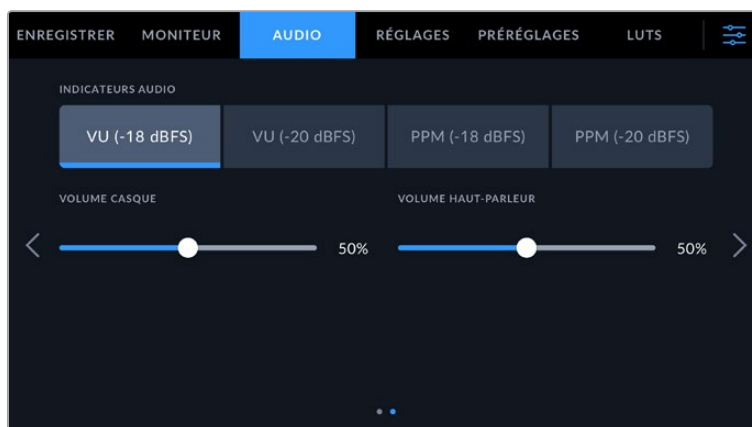 ENREGISTRER MONITEUR AUDIO RÉGLAGES PRÉRÉGLAGES LUTS
INDICATEURS AUDIO
VU (-18 dBFS) VU (-20 dBFS) PPM (-18 dBFS) PPM (-20 dBFS)
VOLUME CASQUE VOLUME HAUT-PARLEUR
50% 50%